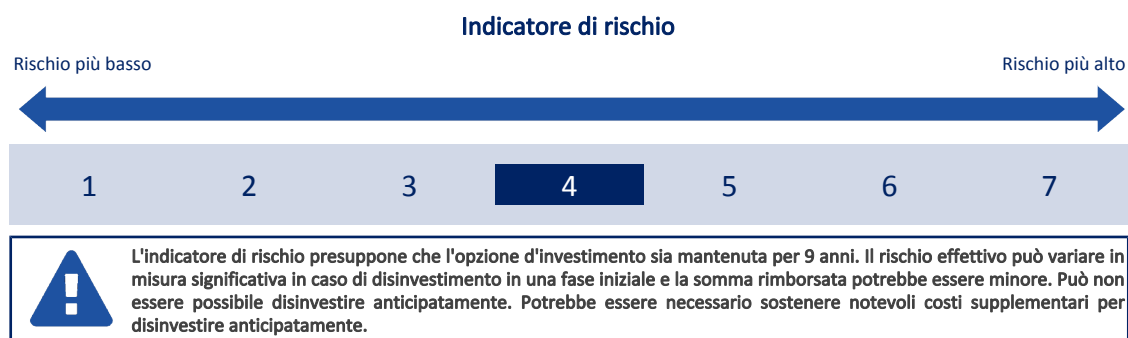 Indicatore di rischio
Rischio più basso
Rischio più alto
1 2 3 4 5 6 7
L'indicatore di rischio presuppone che l'opzione d'investimento sia mantenuta per 9 anni. Il rischio effettivo può variare in
misura significativa in caso di disinvestimento in una fase iniziale e la somma rimborsata potrebbe essere minore. Può non
essere possibile disinvestire anticipatamente. Potrebbe essere necessario sostenere notevoli costi supplementari per
disinvestire anticipatamente.